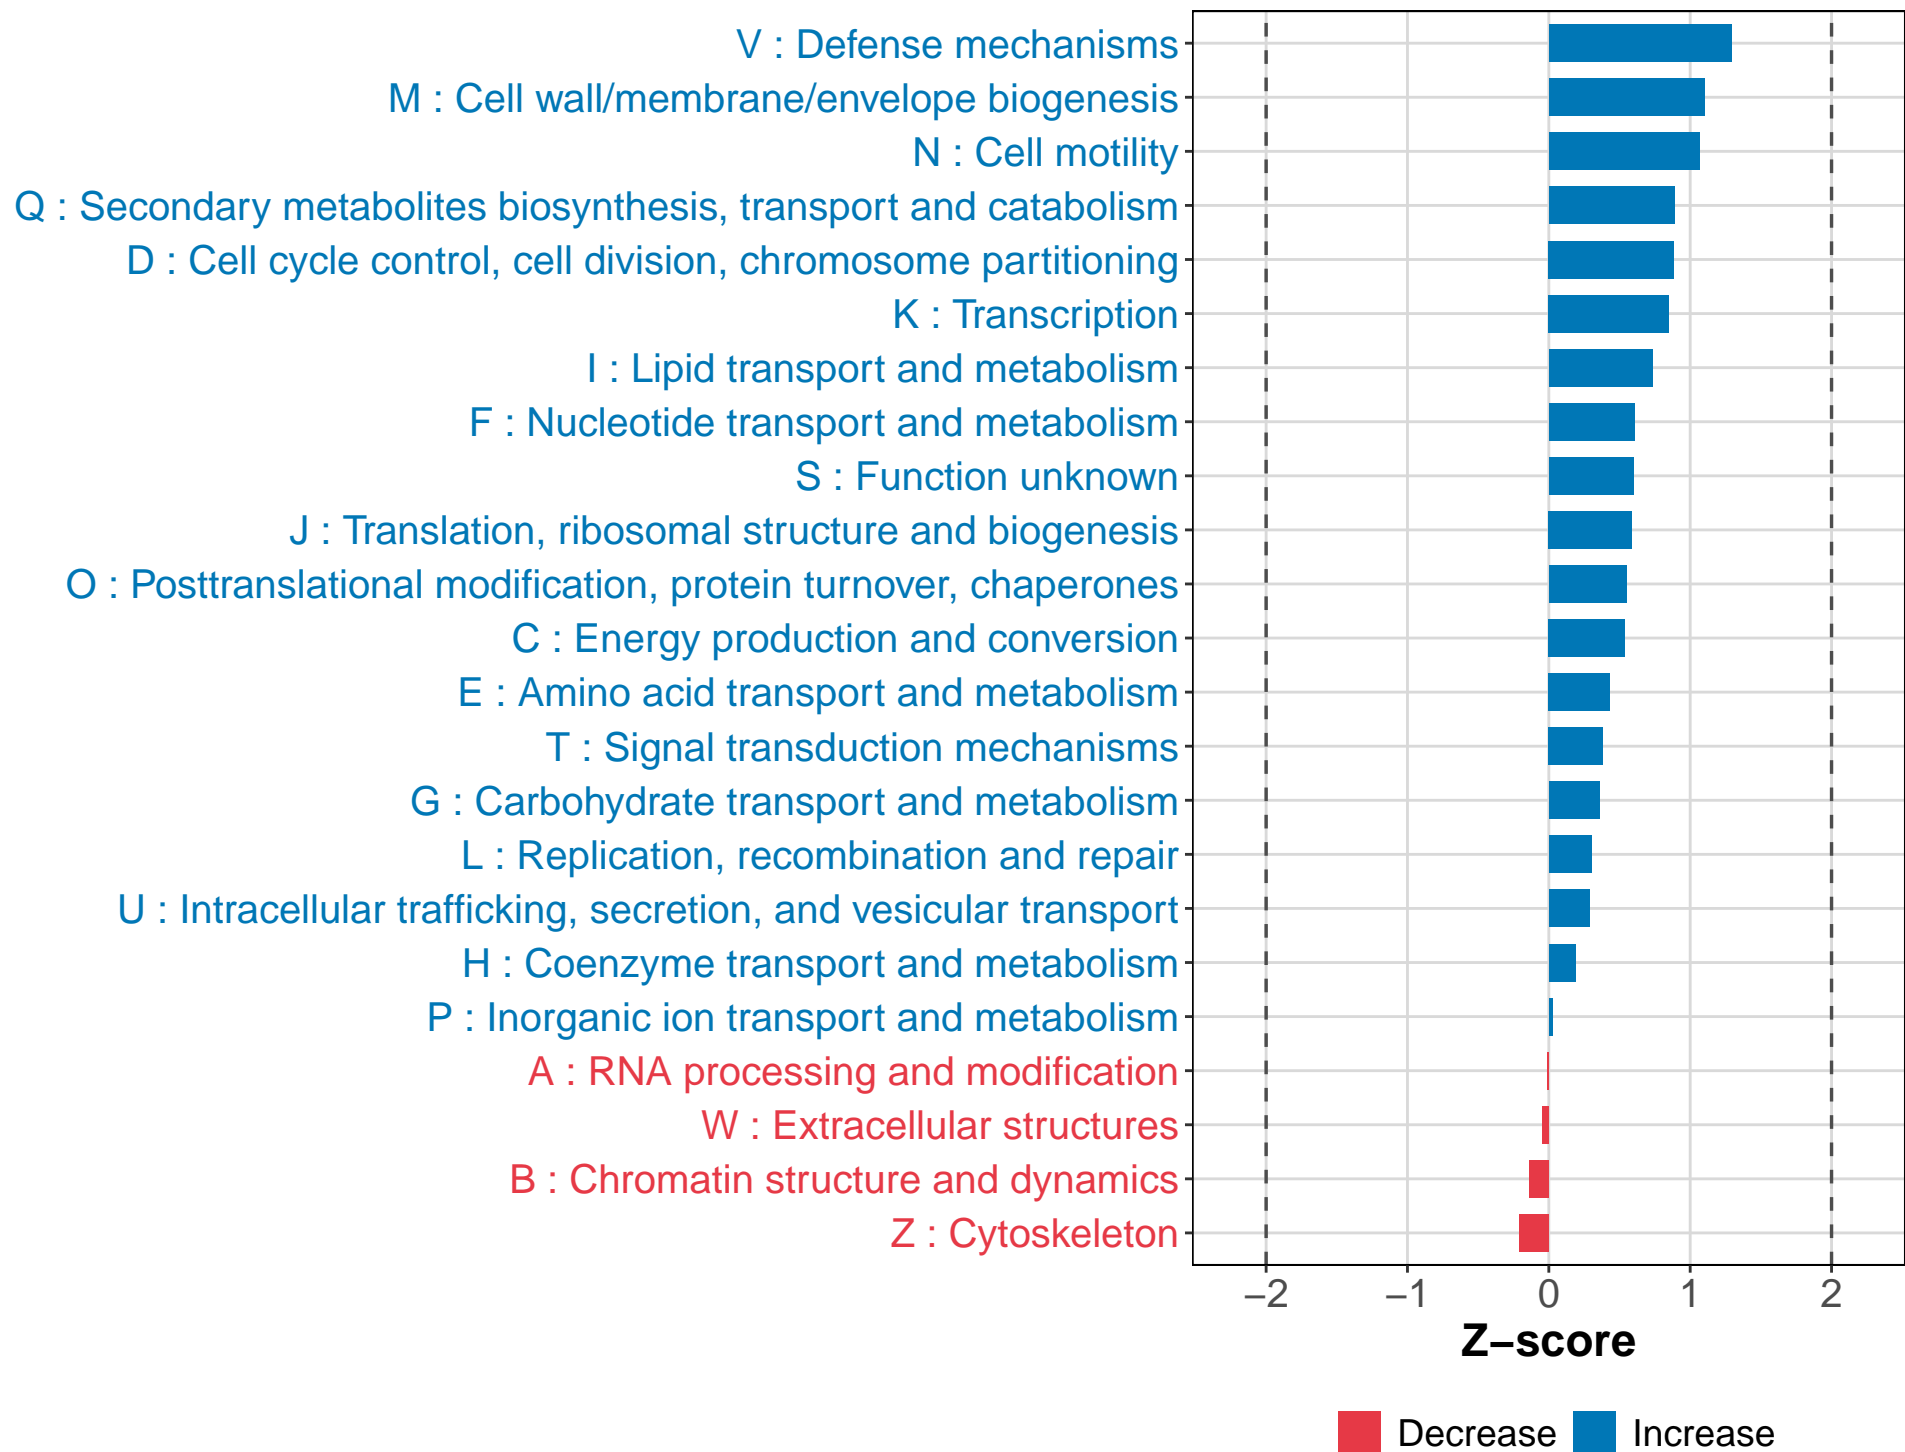 V : Defense mechanisms
M : Cell wall/membrane/envelope biogenesis
N : Cell motility
Q : Secondary metabolites biosynthesis, transport and catabolism
D : Cell cycle control, cell division, chromosome partitioning
K : Transcription
I : Lipid transport and metabolism
F : Nucleotide transport and metabolism
S : Function unknown
J : Translation, ribosomal structure and biogenesis
O : Posttranslational modification, protein turnover, chaperones
C : Energy production and conversion
E : Amino acid transport and metabolism
T : Signal transduction mechanisms
G : Carbohydrate transport and metabolism
L : Replication, recombination and repair
U : Intracellular trafficking, secretion, and vesicular transport
H : Coenzyme transport and metabolism
P : Inorganic ion transport and metabolism
A : RNA processing and modification
W : Extracellular structures
B : Chromatin structure and dynamics
Z : Cytoskeleton
−2 −1 0 1 2
Z−score
Decrease Increase